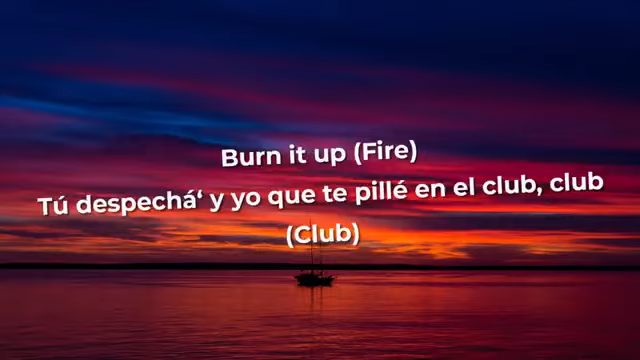 Burn it up (Fire)
Tú despechá‘ y yo que te pillé en el club, club
(Club)